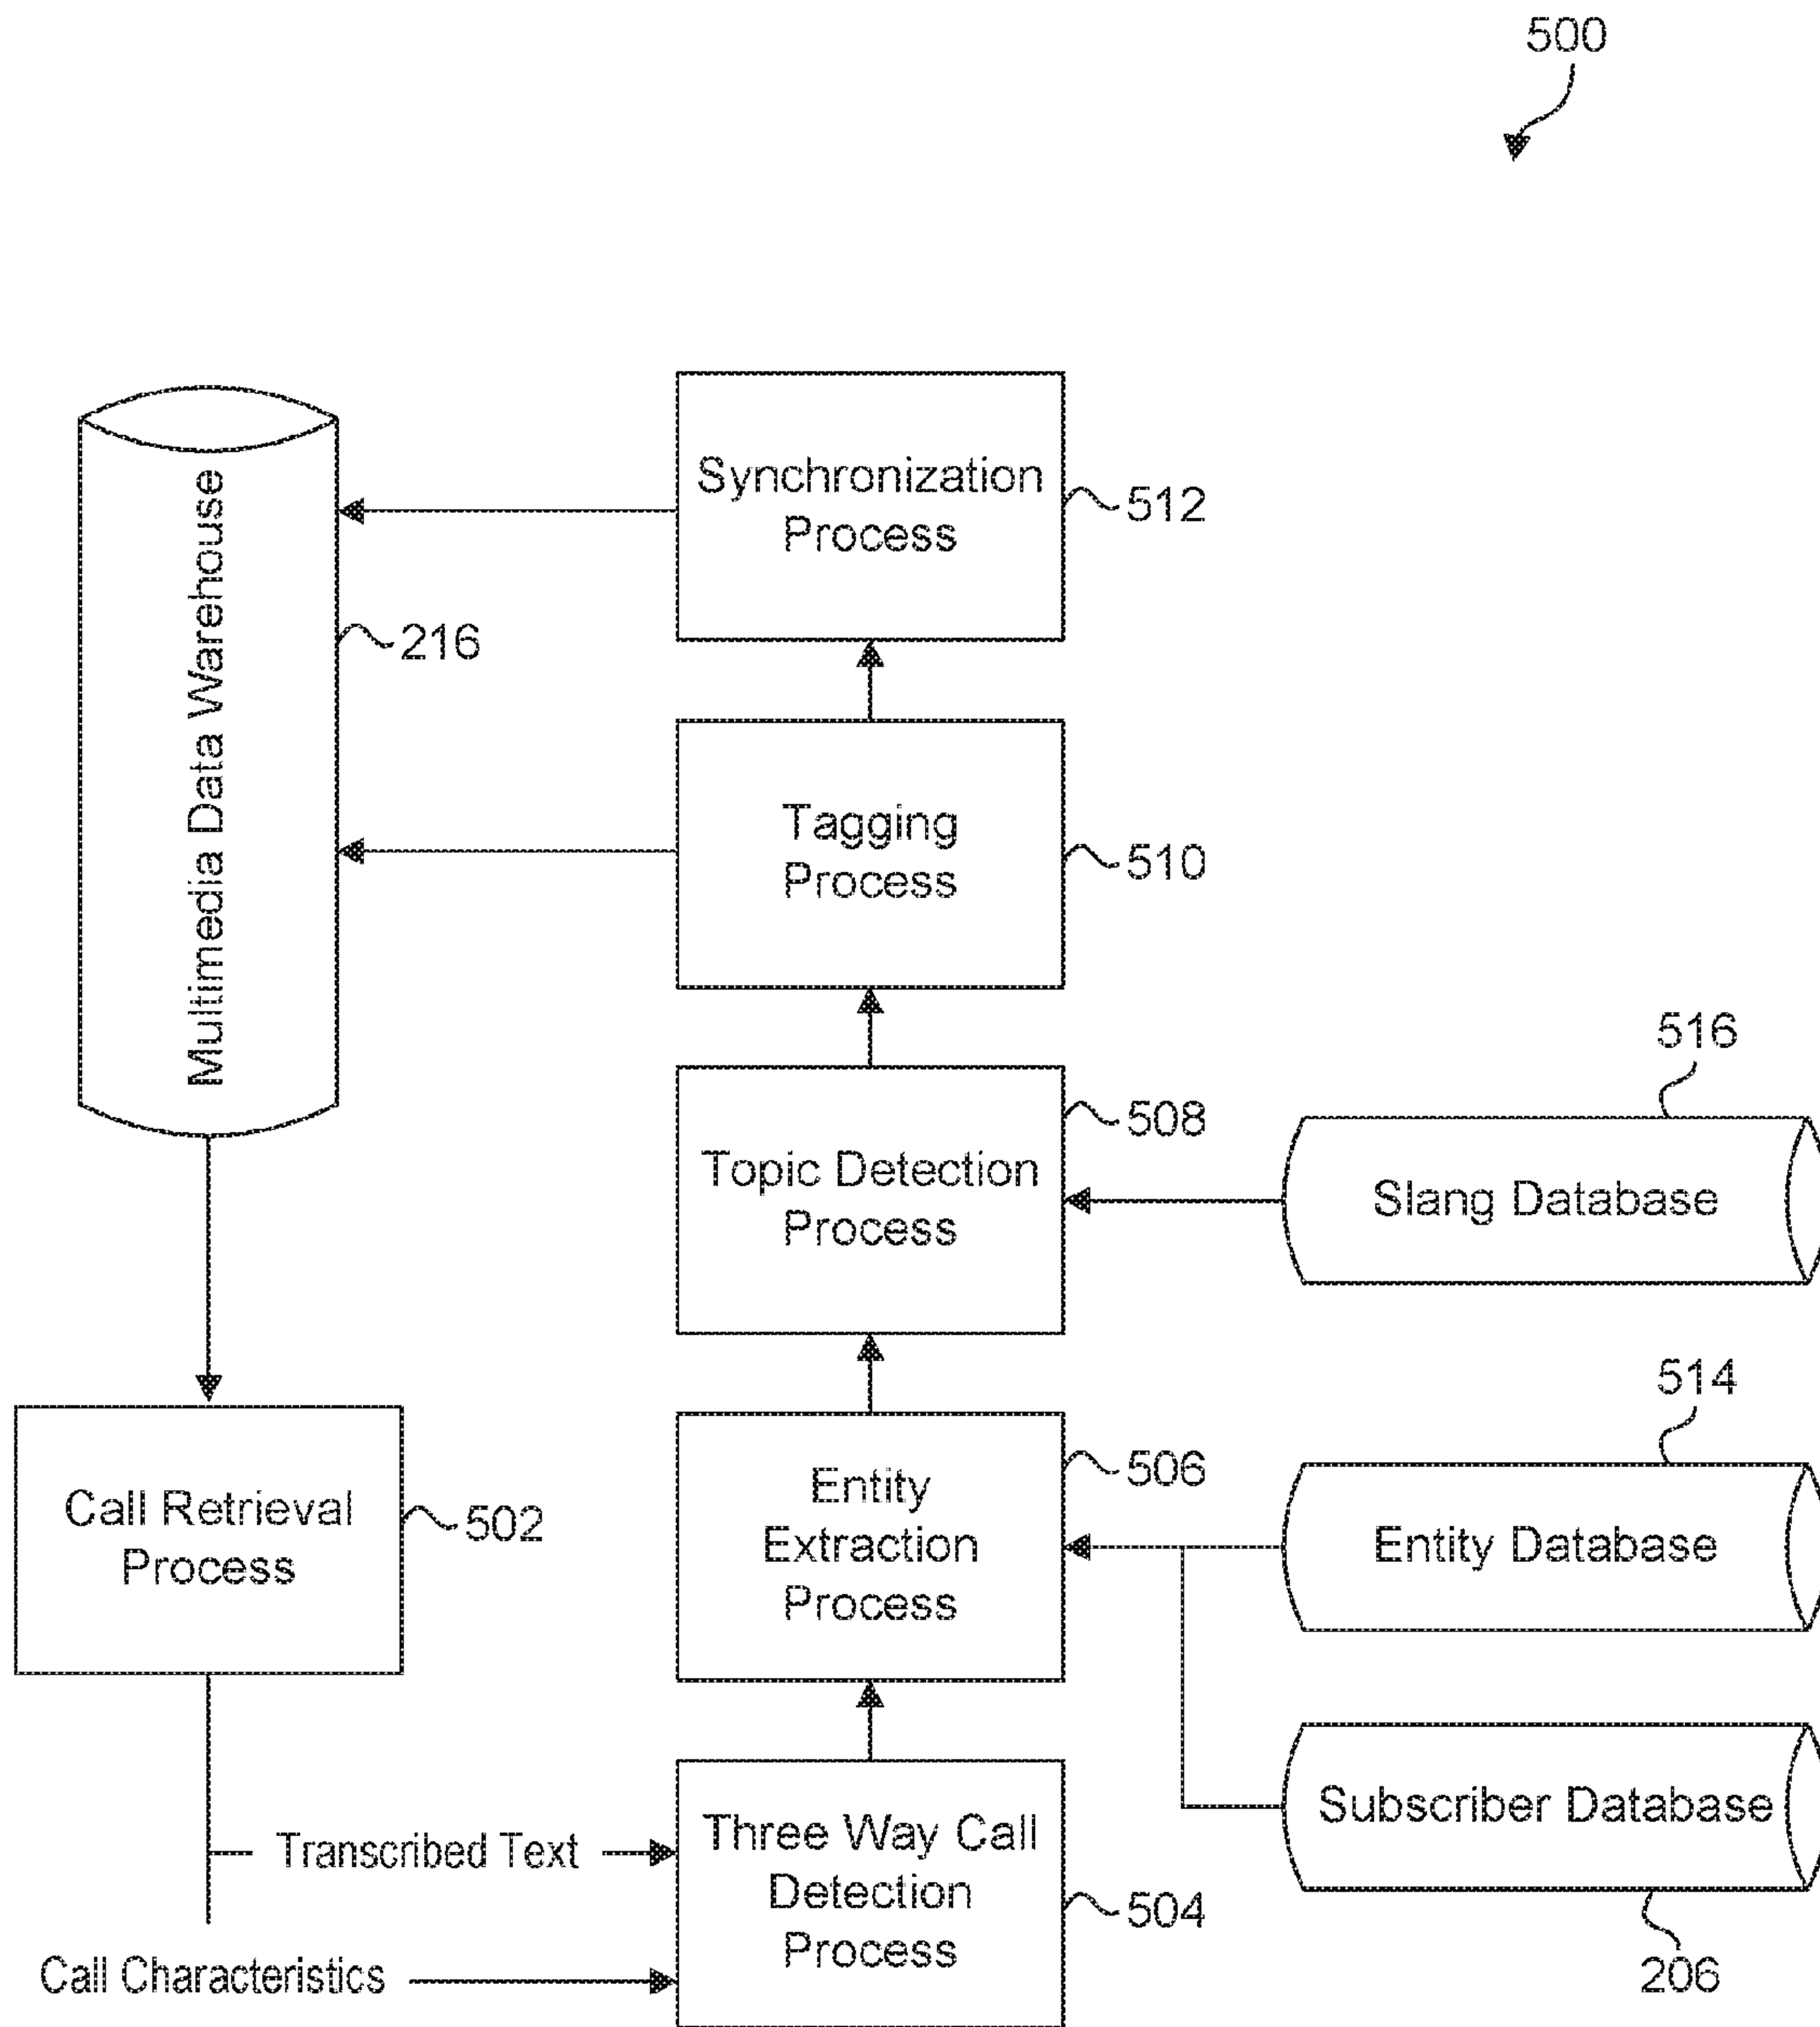 500
Synchronization
Process
512
Multimedia Data Warehouse
216
Tagging
Process
510
516
508
Topic Detection
Process
Slang Database
514
506
Entity
Extraction
Process
Entity Database
Call Retrieval
Process
502
Subscriber Database
206
Transcribed Text
Three Way Call
Detection
Process
504
Call Characteristics